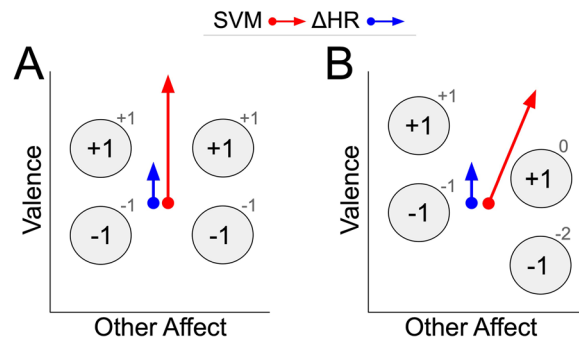 SVM ΔHR
A
B
Valence
+1
+1
+1
+1
-1
-1
-1
-1
Other Affect
Valence
+1
+1
0
+1
-1
-1
-2
-1
Other Affect